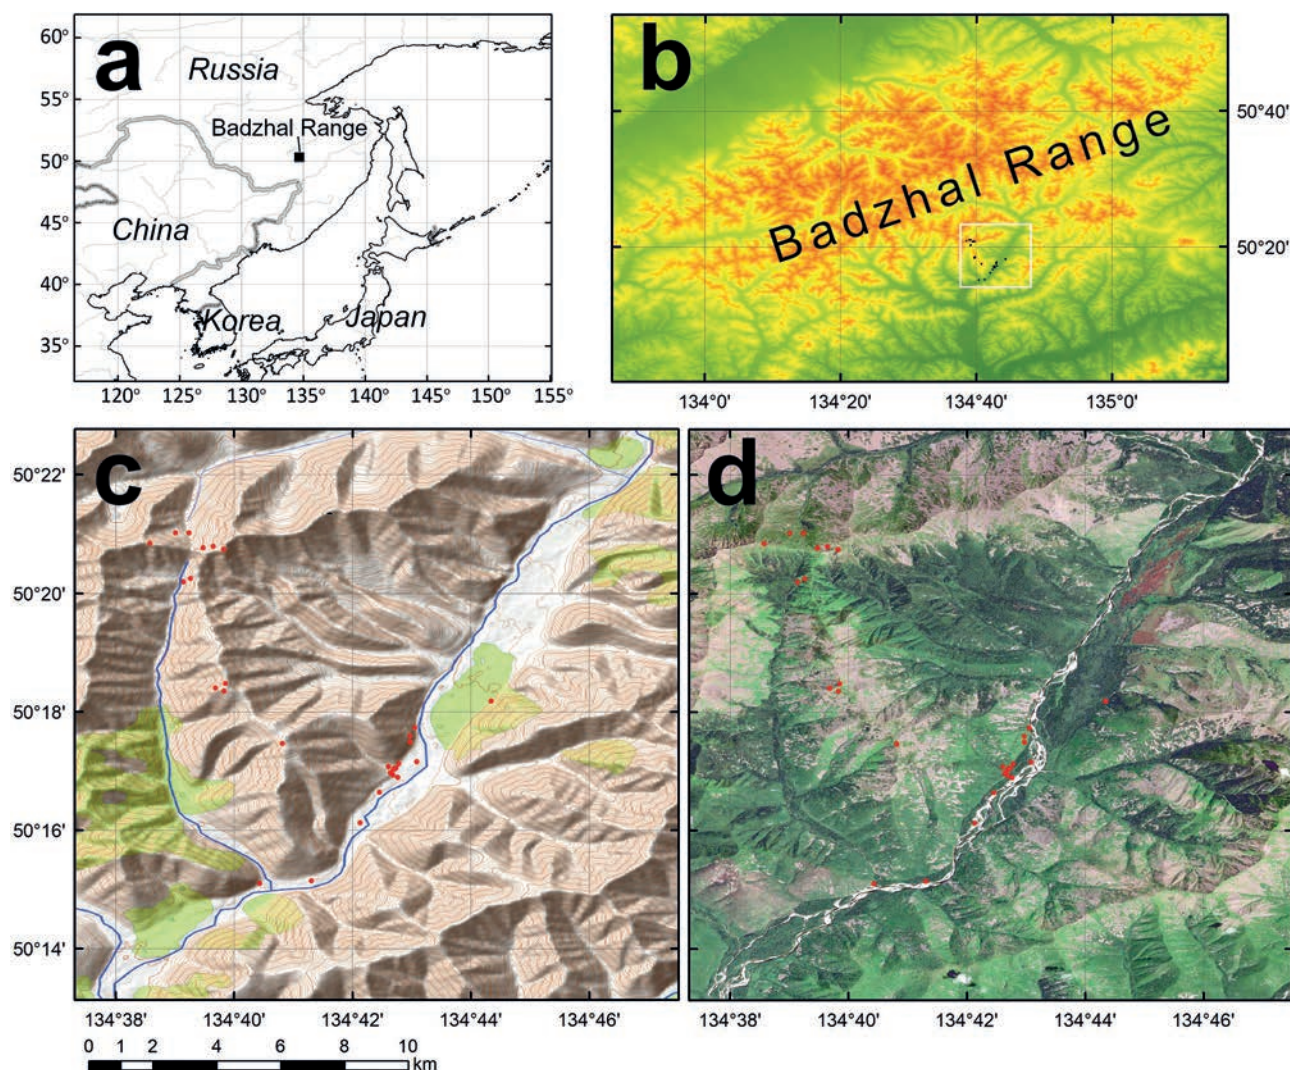 a
60°
55°
50°
45°
40°
35°
Russia
Badzhal Range
China
Korea
Japan
120° 125° 130° 135° 140° 145° 150° 155°
b
Badzhal Range
50°40'
50°20'
134°0' 134°20' 134°40' 135°0'
c
50°22'
50°20'
50°18'
50°16'
50°14'
134°38' 134°40' 134°42' 134°44' 134°46'
d
134°38' 134°40' 134°42' 134°44' 134°46'
0 1 2 4 6 8 10
km